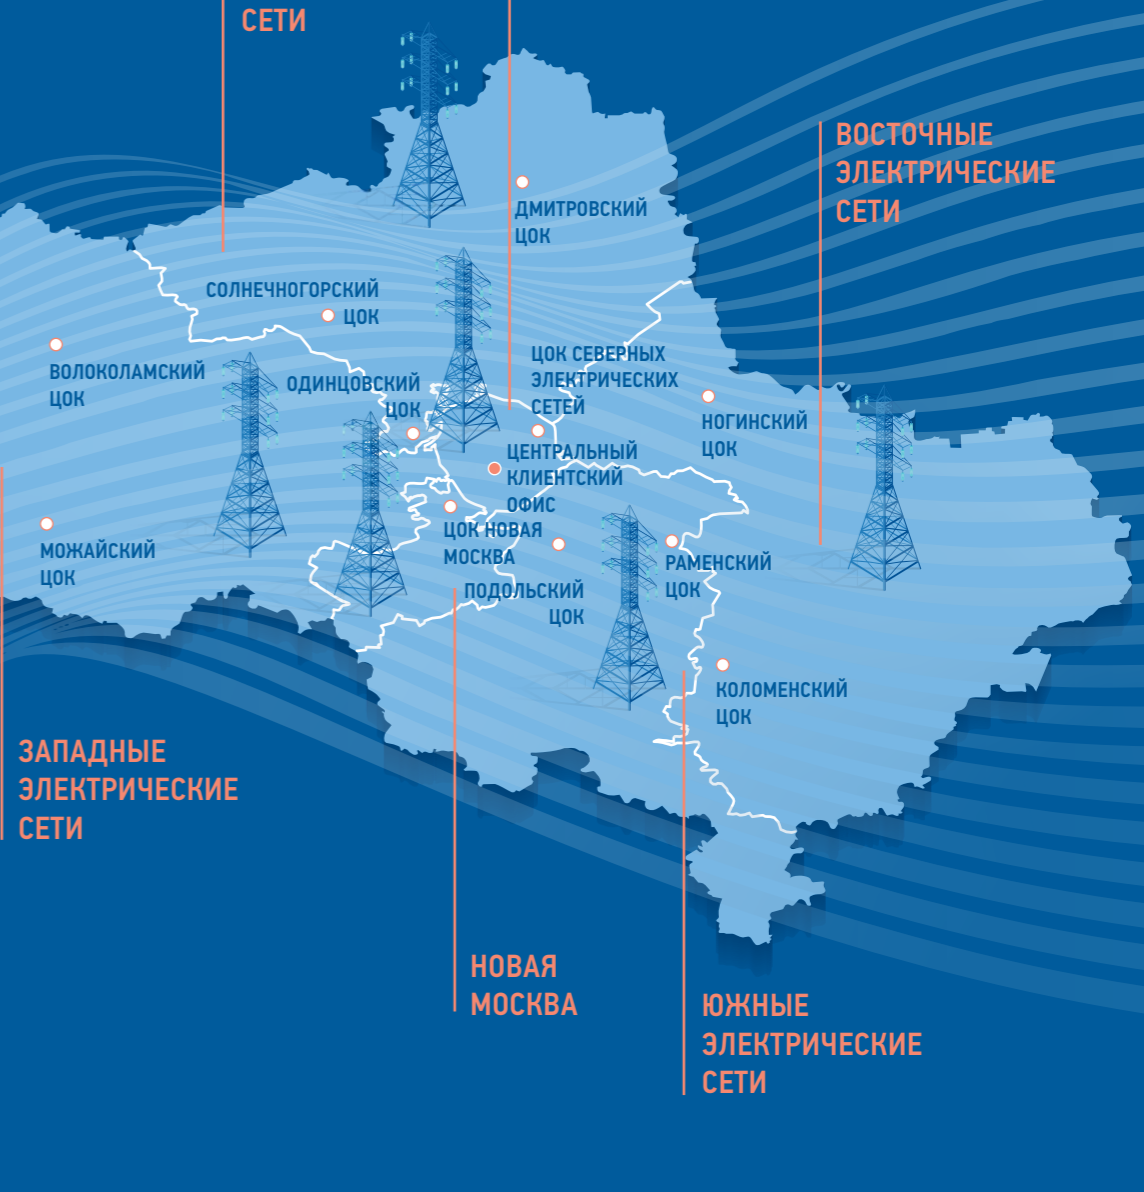 СЕТИ
ВОСТОЧНЫЕ
ЭЛЕКТРИЧЕСКИЕ
СЕТИ
ДМИТРОВСКИЙ
ЦОК
СОЛНЕЧНОГОРСКИЙ
ЦОК
ВОЛОКОЛАМСКИЙ
ЦОК
ОДИНЦОВСКИЙ
ЦОК
ЦОК СЕВЕРНЫХ
ЭЛЕКТРИЧЕСКИХ
СЕТЕЙ
НОГИНСКИЙ
ЦОК
ЦЕНТРАЛЬНЫЙ
КЛИЕНТСКИЙ
ОФИС
ЦОК НОВАЯ
МОСКВА
МОЖАЙСКИЙ
ЦОК
РАМЕНСКИЙ
ЦОК
ПОДОЛЬСКИЙ
ЦОК
КОЛОМЕНСКИЙ
ЦОК
ЗАПАДНЫЕ
ЭЛЕКТРИЧЕСКИЕ
СЕТИ
НОВАЯ
МОСКВА
ЮЖНЫЕ
ЭЛЕКТРИЧЕСКИЕ
СЕТИ